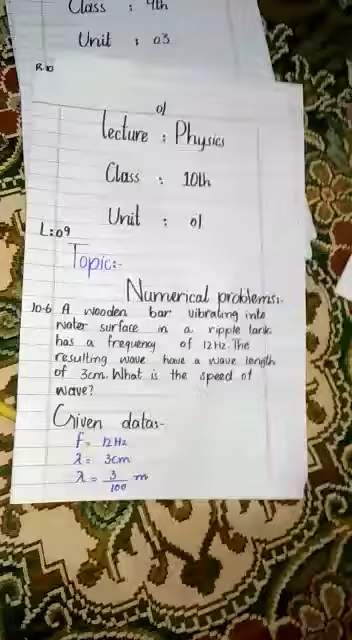 Class : 4th
Unit : 03
R10
01
Lecture : Physics
Class : 10th
Unit : 01
L:09
Topic:-
Numerical problems:-
10.6 A wooden bar vibrating into
water surface in a ripple tank
has a frequency of 12Hz. The
resulting wave have a wave length
of 3cm. What is the speed of
wave?
Given data:-
f = 12Hz
λ = 3cm
λ = 3/100 m